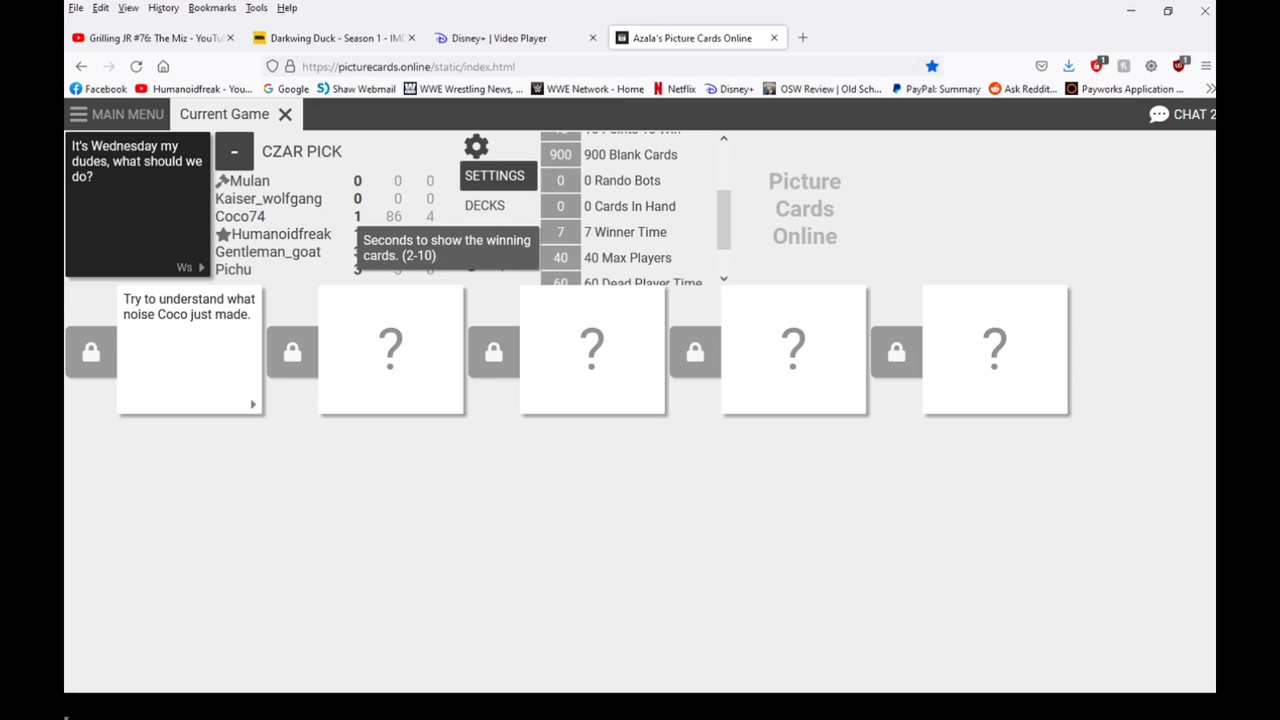 File Edit View History Bookmarks Tools Help
Grilling JR #76: The Miz - YouTu
Darkwing Duck - Season 1 - IM
Disney+ | Video Player
Azala's Picture Cards Online
https://picturecards.online/static/index.html
Facebook
Humanoidfreak - You...
Google
Shaw Webmail
WWE Wrestling News, ...
WWE Network - Home
Netflix
Disney+
OSW Review | Old Sch...
PayPal: Summary
Ask Reddit...
Payworks Application ...
MAIN MENU
Current Game
CHAT 2
It's Wednesday my
dudes, what should we
do?
Ws
-
CZAR PICK
Mulan 0 0 0
Kaiser_wolfgang 0 0 0
Coco74 1 86 4
Humanoidfreak
Gentleman_goat
Pichu
SETTINGS
DECKS
Seconds to show the winning
cards. (2-10)
900 900 Blank Cards
0 0 Rando Bots
0 0 Cards In Hand
7 7 Winner Time
40 40 Max Players
60 60 Dead Player Time
Picture
Cards
Online
Try to understand what
noise Coco just made.
?
?
?
?